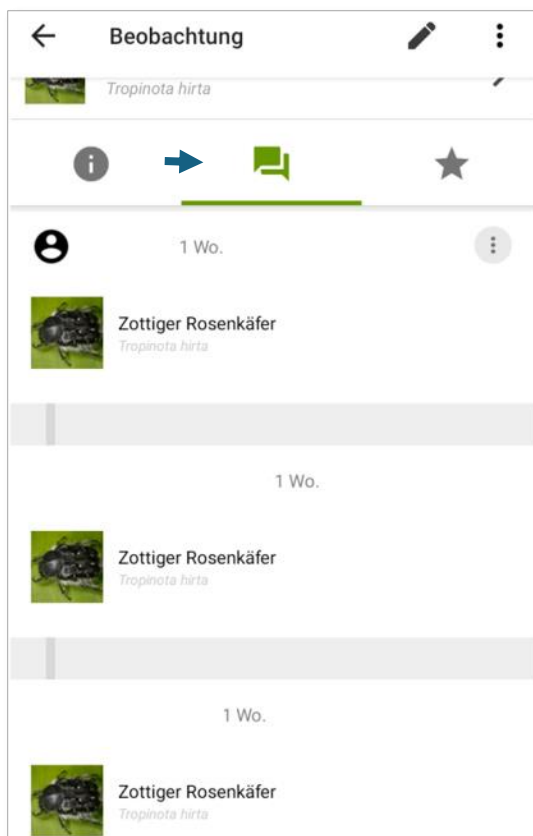 Beobachtung
Tropinota hirta
1 Wo.
Zottiger Rosenkäfer
Tropinota hirta
1 Wo.
Zottiger Rosenkäfer
Tropinota hirta
1 Wo.
Zottiger Rosenkäfer
Tropinota hirta